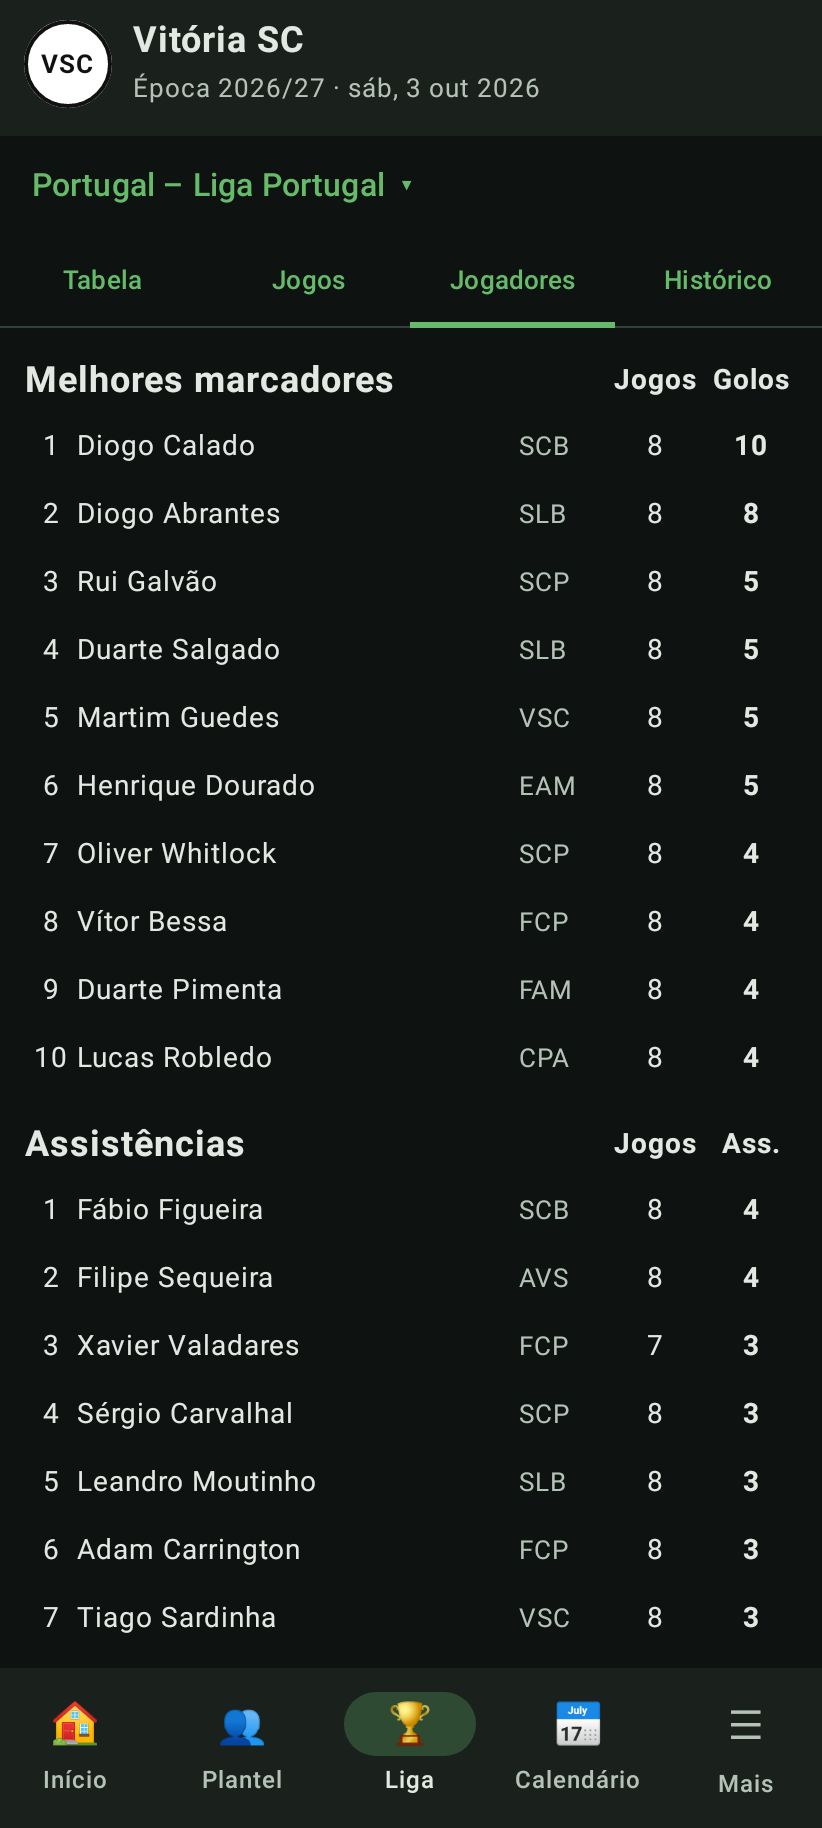 VSC
Vitória SC
Época 2026/27 · sáb, 3 out 2026
Portugal – Liga Portugal ▾
Tabela Jogos Jogadores Histórico
Melhores marcadores Jogos Golos
1 Diogo Calado SCB 8 10
2 Diogo Abrantes SLB 8 8
3 Rui Galvão SCP 8 5
4 Duarte Salgado SLB 8 5
5 Martim Guedes VSC 8 5
6 Henrique Dourado EAM 8 5
7 Oliver Whitlock SCP 8 4
8 Vítor Bessa FCP 8 4
9 Duarte Pimenta FAM 8 4
10 Lucas Robledo CPA 8 4
Assistências Jogos Ass.
1 Fábio Figueira SCB 8 4
2 Filipe Sequeira AVS 8 4
3 Xavier Valadares FCP 7 3
4 Sérgio Carvalhal SCP 8 3
5 Leandro Moutinho SLB 8 3
6 Adam Carrington FCP 8 3
7 Tiago Sardinha VSC 8 3
July
17
Início Plantel Liga Calendário Mais